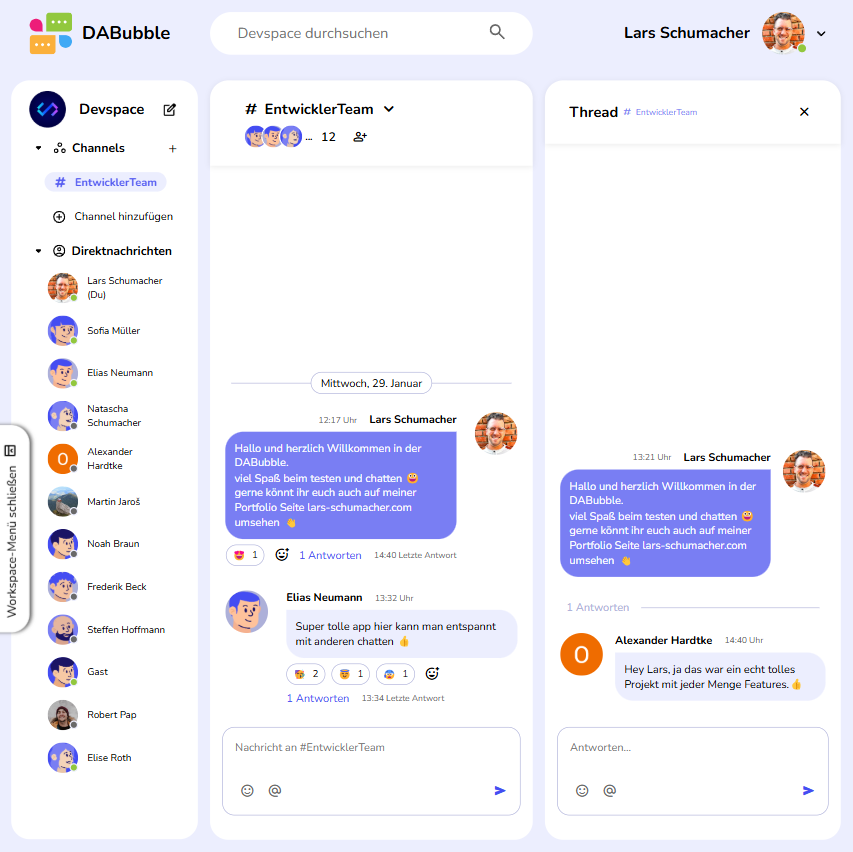 DABubble
Devspace durchsuchen
Lars Schumacher
Devspace
Channels
+
# EntwicklerTeam
Channel hinzufügen
Direktnachrichten
Lars Schumacher
(Du)
Sofia Müller
Elias Neumann
Natascha
Schumacher
O
Alexander
Hardtke
Martin Jaroš
Noah Braun
Frederik Beck
Steffen Hoffmann
Gast
Robert Pap
Elise Roth
Workspace-Menü schließen
# EntwicklerTeam
... 12
Mittwoch, 29. Januar
12:17 Uhr Lars Schumacher
Hallo und herzlich Willkommen in der
DABubble.
viel Spaß beim testen und chatten 😀
gerne könnt ihr euch auch auf meiner
Portfolio Seite lars-schumacher.com
umsehen 👋
😍 1 1 Antworten 14:40 Letzte Antwort
Elias Neumann 13:32 Uhr
Super tolle app hier kann man entspannt
mit anderen chatten 👍
2 1 1
1 Antworten 13:34 Letzte Antwort
Nachricht an #EntwicklerTeam
@
Thread # EntwicklerTeam
13:21 Uhr Lars Schumacher
Hallo und herzlich Willkommen in der
DABubble.
viel Spaß beim testen und chatten 😀
gerne könnt ihr euch auch auf meiner
Portfolio Seite lars-schumacher.com
umsehen 👋
1 Antworten
O
Alexander Hardtke 14:40 Uhr
Hey Lars, ja das war ein echt tolles
Projekt mit jeder Menge Features.👍
Antworten...
@